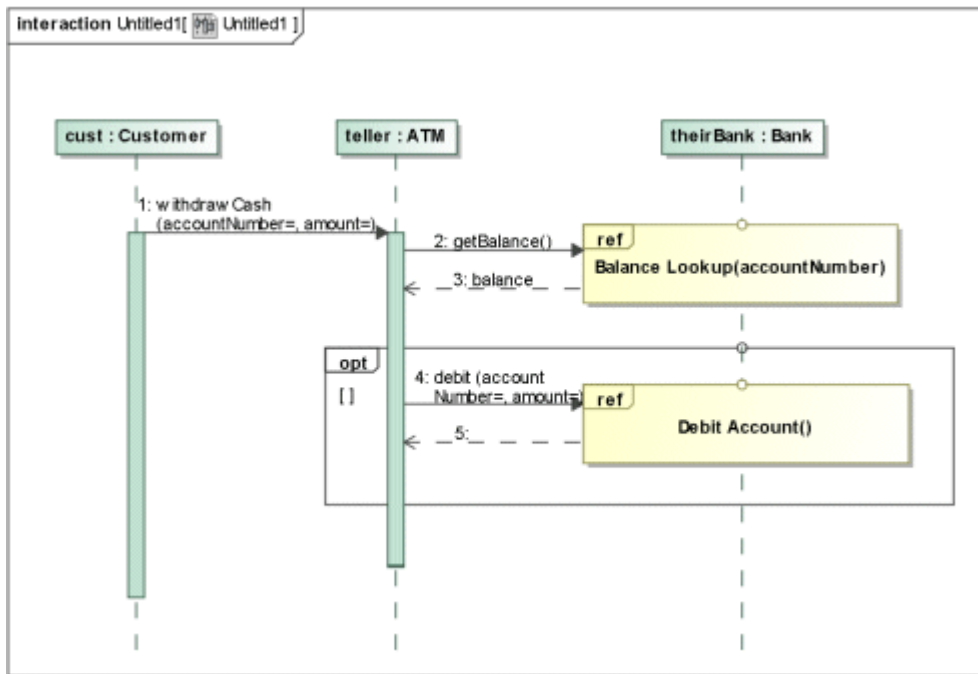 interaction Untitled1[ Untitled1 ]
cust : Customer
teller : ATM
theirBank : Bank
1: withdraw Cash
(accountNumber=, amount=)
2: getBalance()
ref
Balance Lookup(accountNumber)
3: balance
opt
[ ]
4: debit (account
Number=, amount=)
ref
Debit Account()
5: